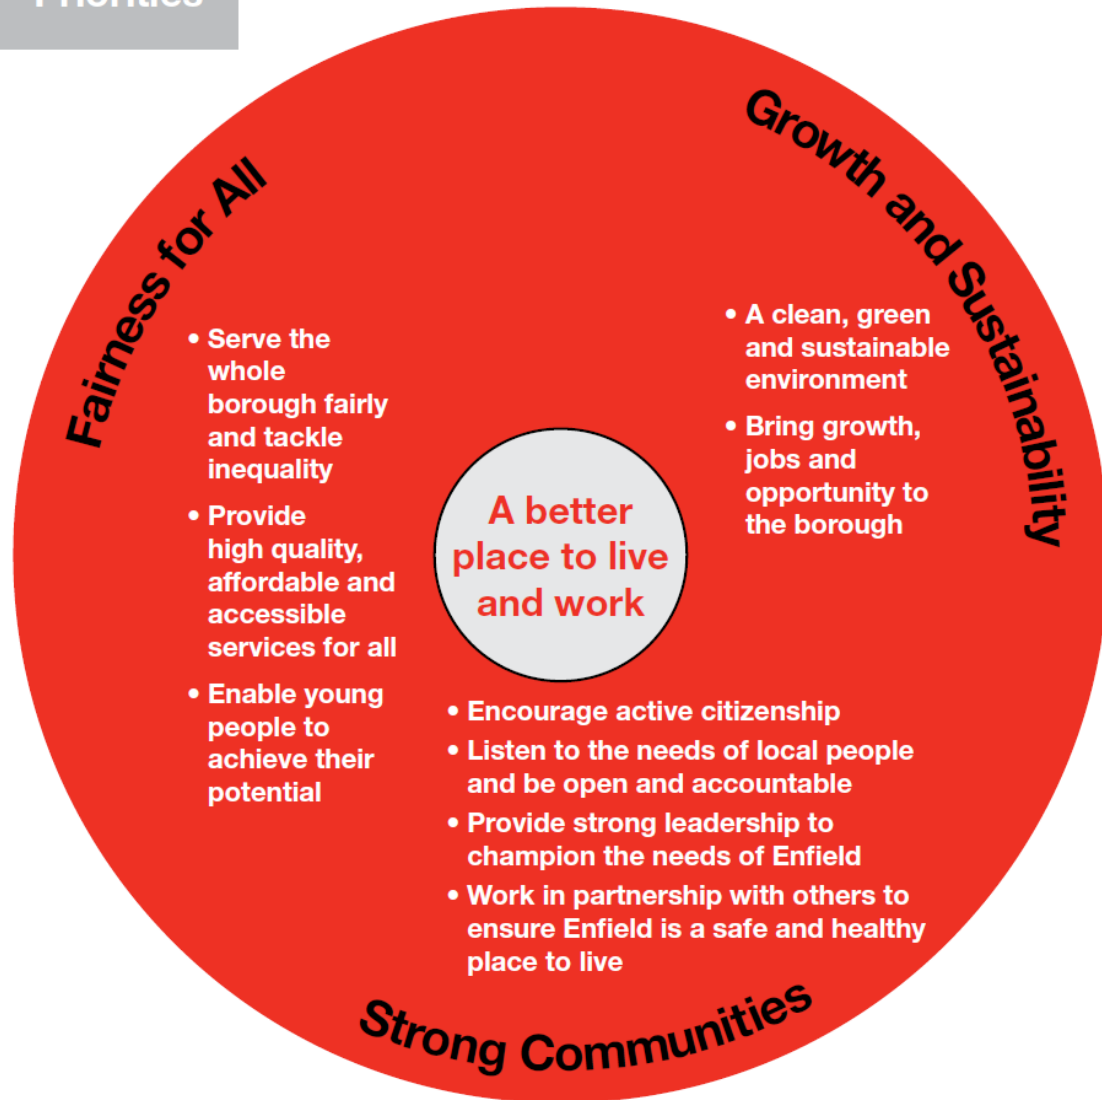 Priorities
Fairness for All
• Serve the
whole
borough fairly
and tackle
inequality
• Provide
high quality,
affordable and
accessible
services for all
• Enable young
people to
achieve their
potential
Growth and Sustainability
• A clean, green
and sustainable
environment
• Bring growth,
jobs and
opportunity to
the borough
A better
place to live
and work
• Encourage active citizenship
• Listen to the needs of local people
and be open and accountable
• Provide strong leadership to
champion the needs of Enfield
• Work in partnership with others to
ensure Enfield is a safe and healthy
place to live
Strong Communities